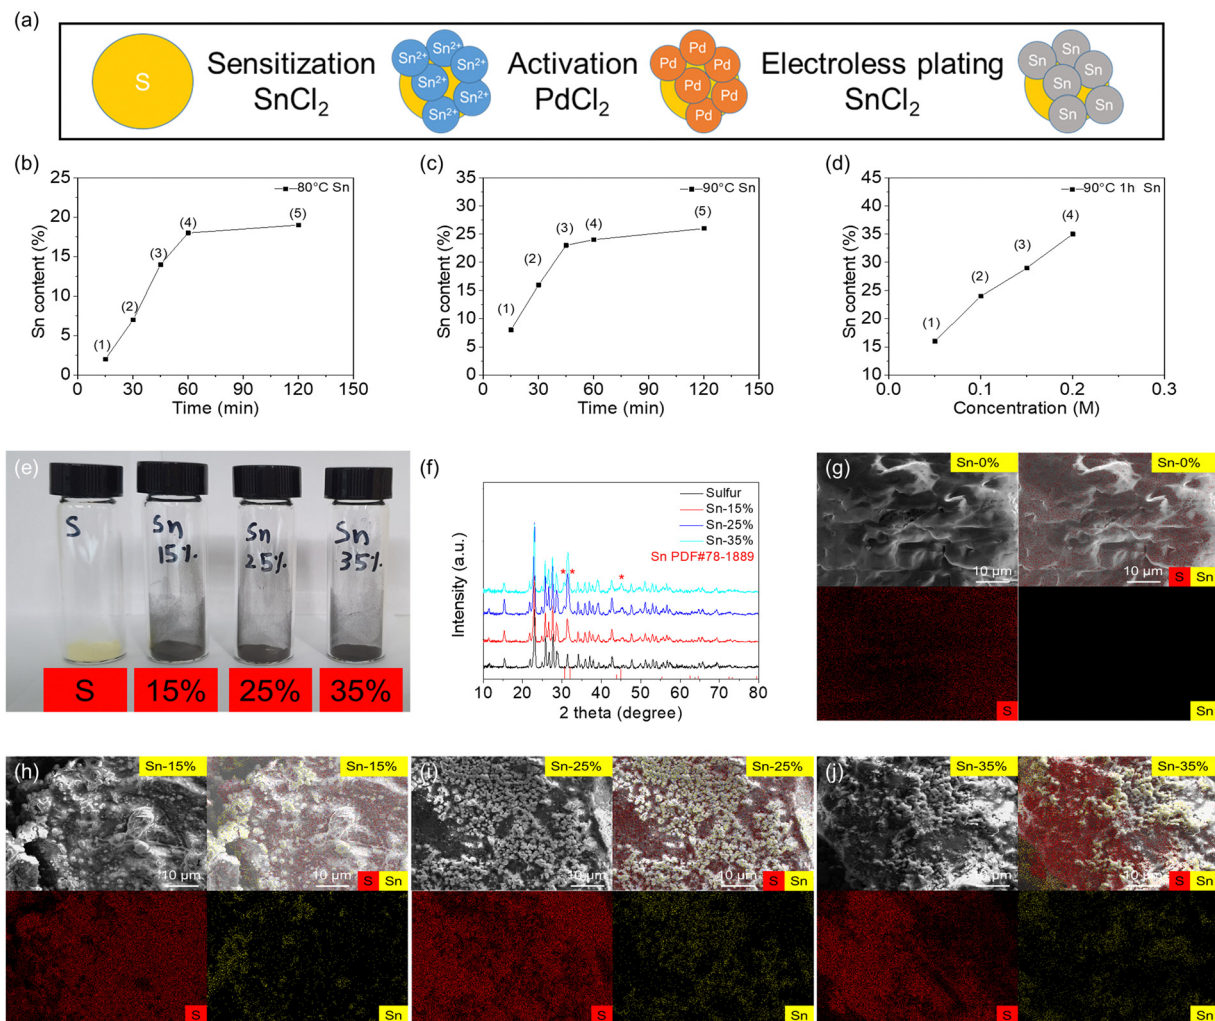 (a)
S
Sensitization
SnCl2
Sn2+
Sn2+
Sn2+
Sn2+
Sn2+
Sn2+
Sn2+
Activation
PdCl2
Pd
Pd
Pd
Pd
Pd
Pd
Pd
Electroless plating
SnCl2
Sn
Sn
Sn
Sn
Sn
Sn
(b)
80°C Sn
Sn content (%)
25
20
15
10
5
0
(1)
(2)
(3)
(4)
(5)
0 30 60 90 120 150
Time (min)
(c)
90°C Sn
Sn content (%)
35
30
25
20
15
10
5
0
(1)
(2)
(3)
(4)
(5)
0 30 60 90 120 150
Time (min)
(d)
90°C 1h Sn
Sn content (%)
45
40
35
30
25
20
15
10
(1)
(2)
(3)
(4)
0.0 0.1 0.2 0.3
Concentration (M)
(e)
S
Sn 15%
Sn 25%
Sn 35%
S 15% 25% 35%
(f)
Sulfur
Sn-15%
Sn-25%
Sn-35%
Sn PDF#78-1889
* * *
Intensity (a.u.)
10 20 30 40 50 60 70 80
2 theta (degree)
(g)
Sn-0% Sn-0%
10 μm 10 μm
S Sn
S Sn
(h)
Sn-15% Sn-15%
10 μm 10 μm
S Sn
S Sn
(i)
Sn-25% Sn-25%
10 μm 10 μm
S Sn
S Sn
(j)
Sn-35% Sn-35%
10 μm 10 μm
S Sn
S Sn